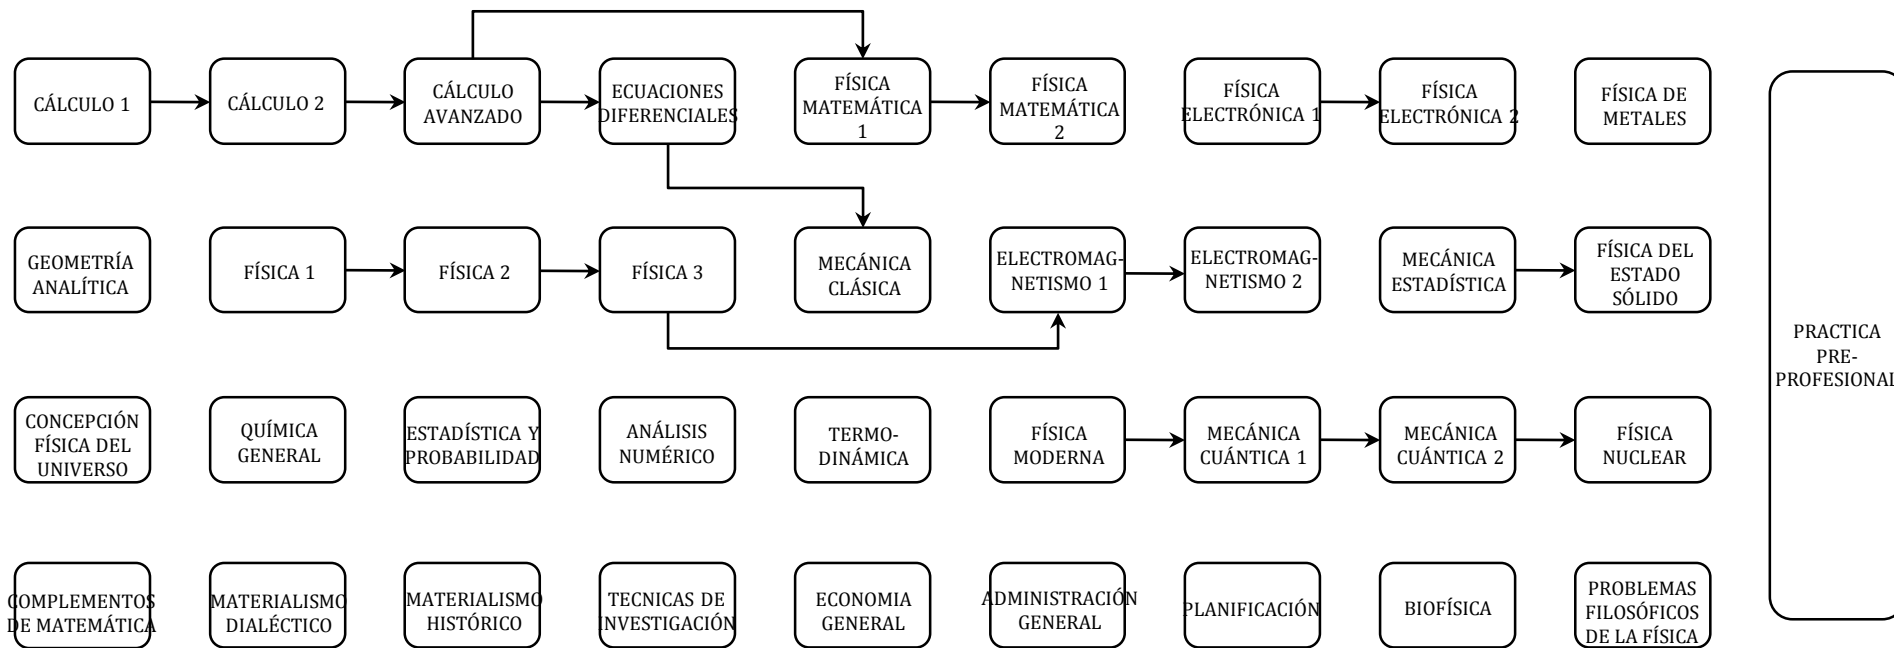 CÁLCULO 1
CÁLCULO 2
CÁLCULO
AVANZADO
ECUACIONES
DIFERENCIALES
FÍSICA
MATEMÁTICA
1
FÍSICA
MATEMÁTICA
2
FÍSICA
ELECTRÓNICA 1
FÍSICA
ELECTRÓNICA 2
FÍSICA DE
METALES
GEOMETRÍA
ANALÍTICA
FÍSICA 1
FÍSICA 2
FÍSICA 3
MECÁNICA
CLÁSICA
ELECTROMAG-
NETISMO 1
ELECTROMAG-
NETISMO 2
MECÁNICA
ESTADÍSTICA
FÍSICA DEL
ESTADO
SÓLIDO
PRACTICA
PRE-
PROFESIONAL
CONCEPCIÓN
FÍSICA DEL
UNIVERSO
QUÍMICA
GENERAL
ESTADÍSTICA Y
PROBABILIDAD
ANÁLISIS
NUMÉRICO
TERMO-
DINÁMICA
FÍSICA
MODERNA
MECÁNICA
CUÁNTICA 1
MECÁNICA
CUÁNTICA 2
FÍSICA
NUCLEAR
COMPLEMENTOS
DE MATEMÁTICA
MATERIALISMO
DIALÉCTICO
MATERIALISMO
HISTÓRICO
TECNICAS DE
INVESTIGACIÓN
ECONOMIA
GENERAL
ADMINISTRACIÓN
GENERAL
PLANIFICACIÓN
BIOFÍSICA
PROBLEMAS
FILOSÓFICOS
DE LA FÍSICA